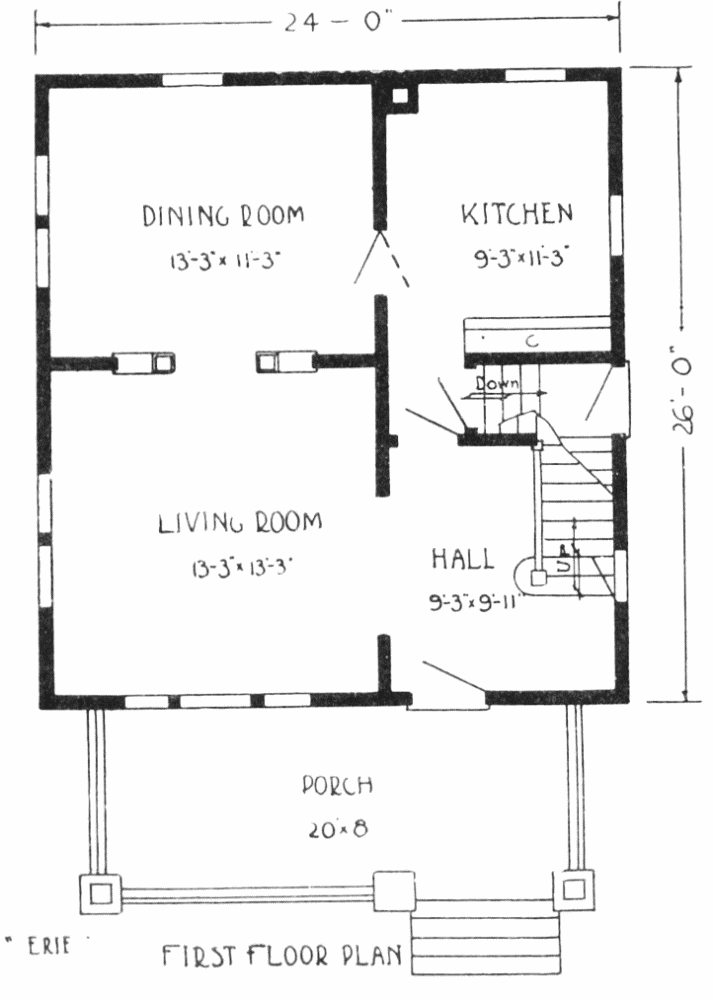 24 - 0"
DINING ROOM
13'-3" x 11'-3"
KITCHEN
9'-3" x 11'-3"
C
Down
26'-0"
LIVING ROOM
13'-3" x 13'-3"
HALL
9'-3" x 9'-11"
UP
PORCH
20' x 8
" ERIE "
FIRST FLOOR PLAN